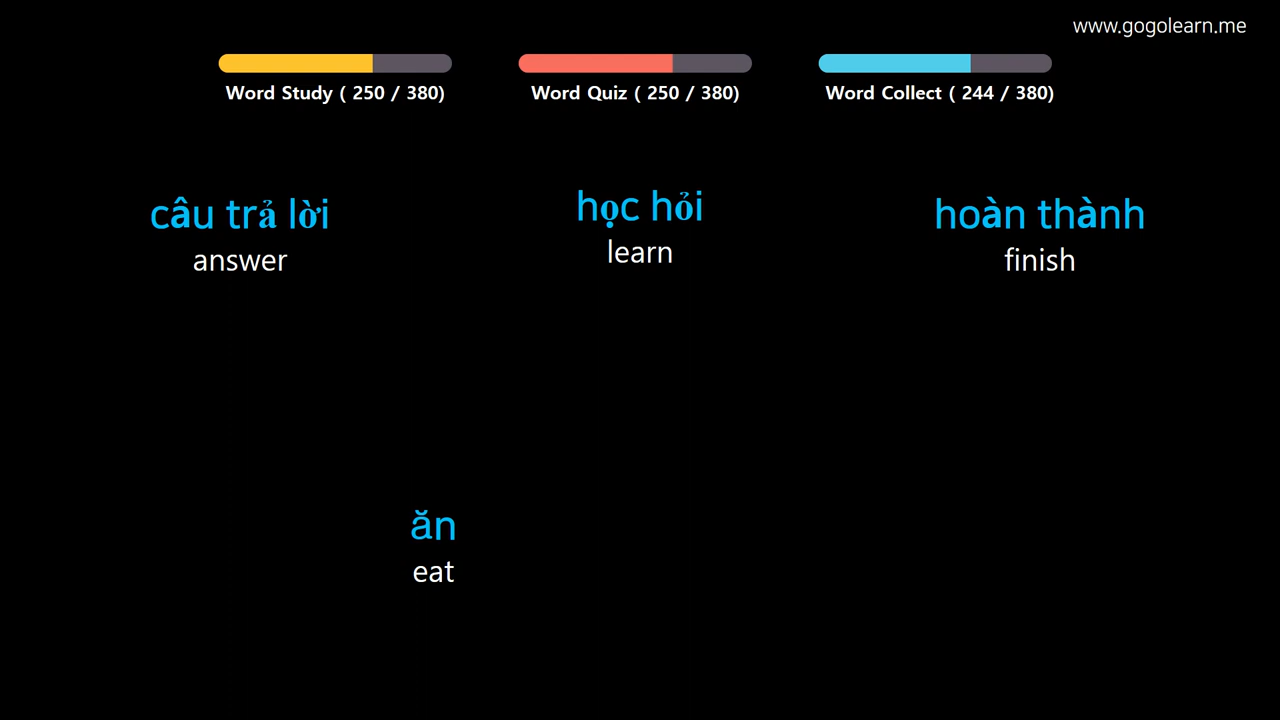 www.gogolearn.me
Word Study ( 250 / 380)
Word Quiz ( 250 / 380)
Word Collect ( 244 / 380)
câu trả lời
answer
học hỏi
learn
hoàn thành
finish
ăn
eat